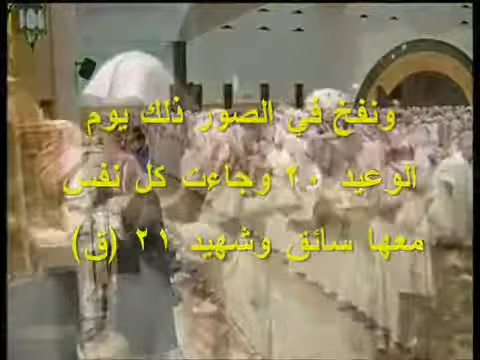 ونفخ في الصور ذلك يوم
الوعيد ٢٠ وجاءت كل نفس
معها سائق وشهيد ٢١ (ق)